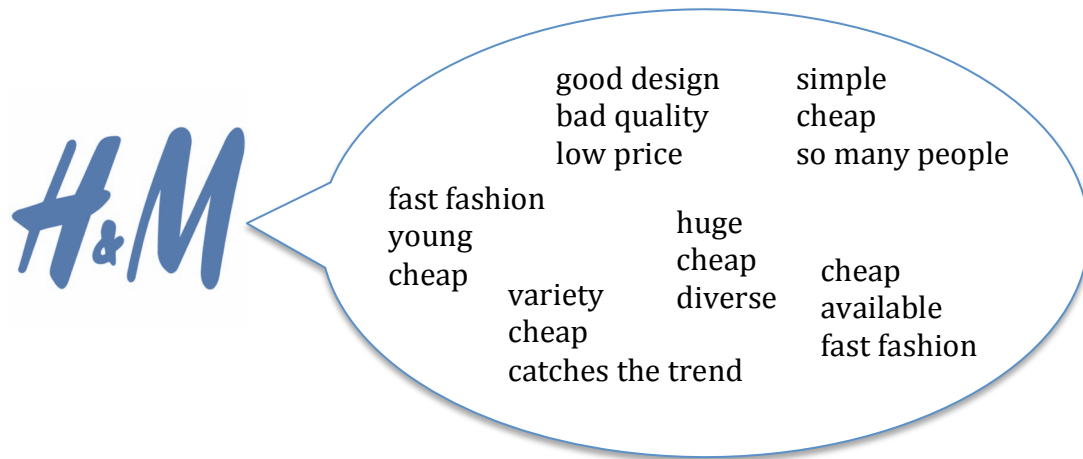 H&M
good design
bad quality
low price
simple
cheap
so many people
fast fashion
young
cheap
variety
cheap
catches the trend
huge
cheap
diverse
cheap
available
fast fashion